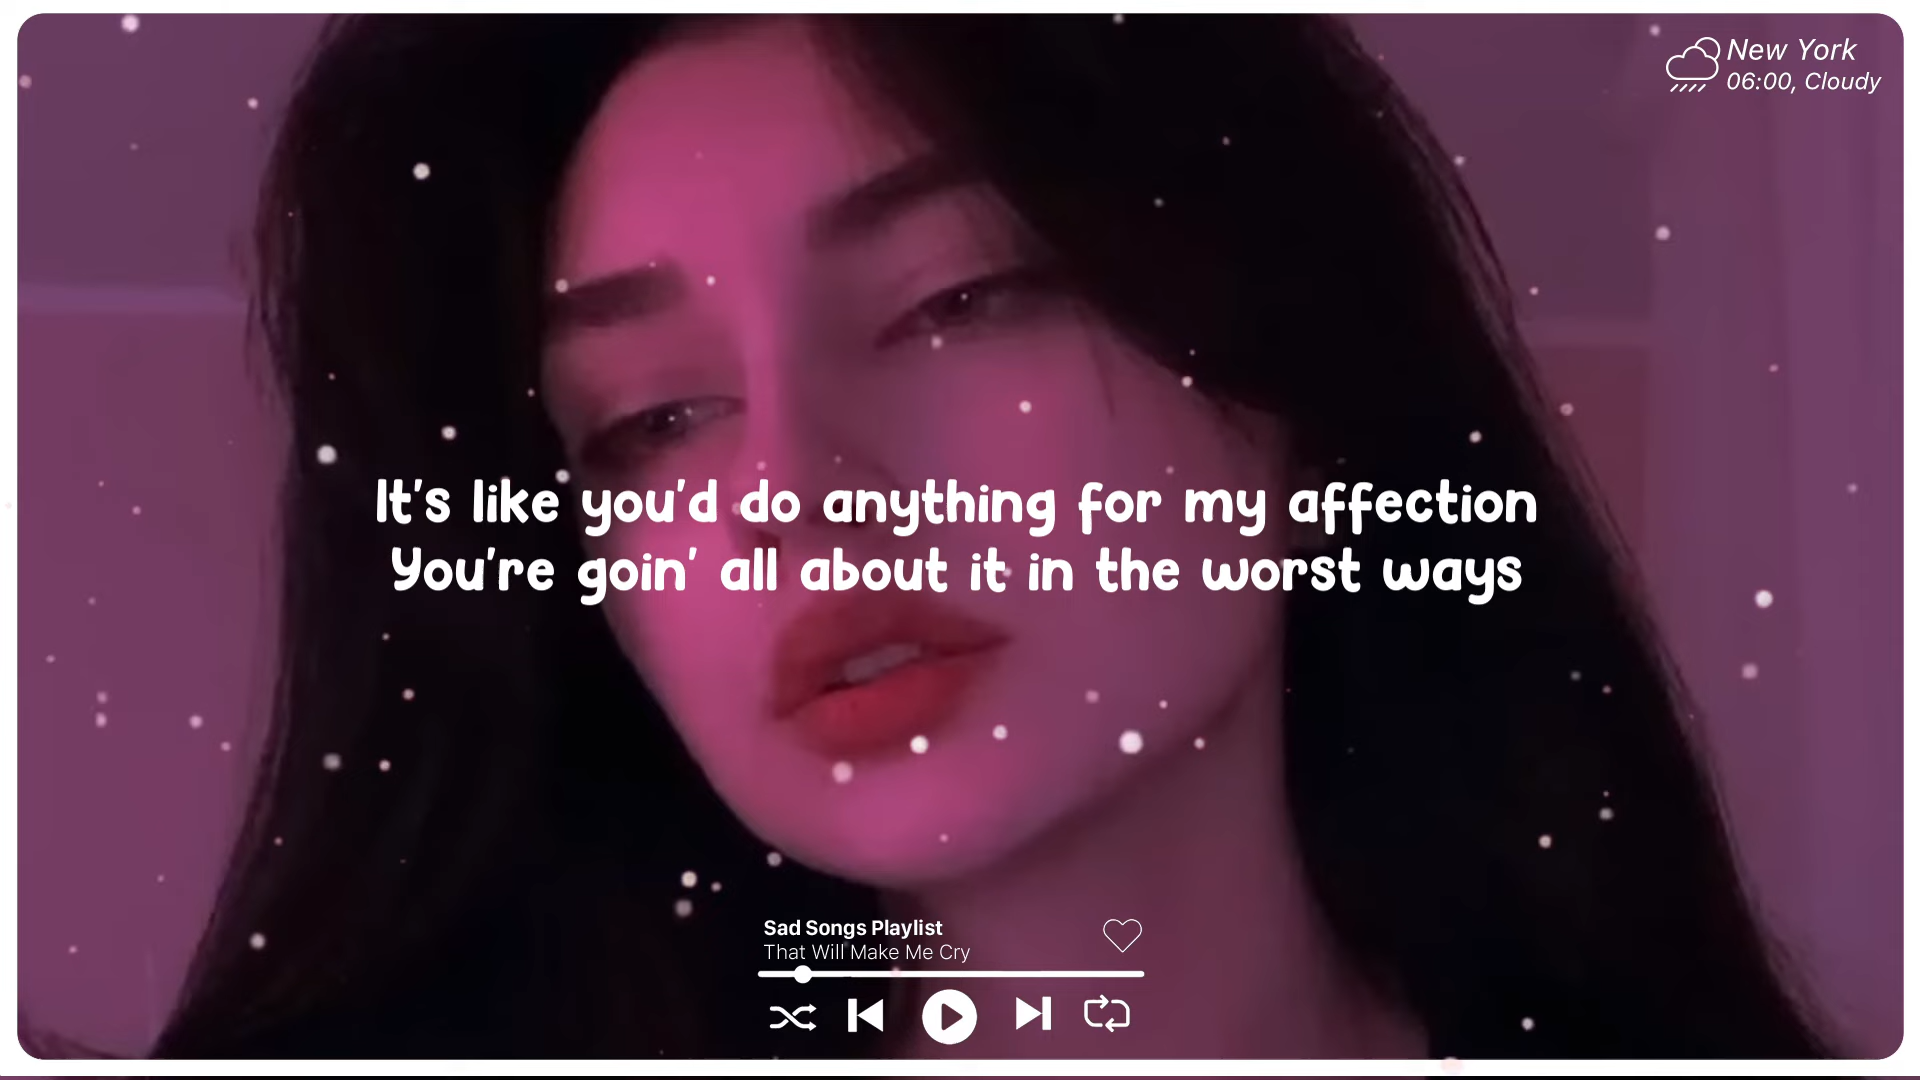 New York
06:00, Cloudy
It's like you'd do anything for my affection
You're goin' all about it in the worst ways
Sad Songs Playlist
That Will Make Me Cry